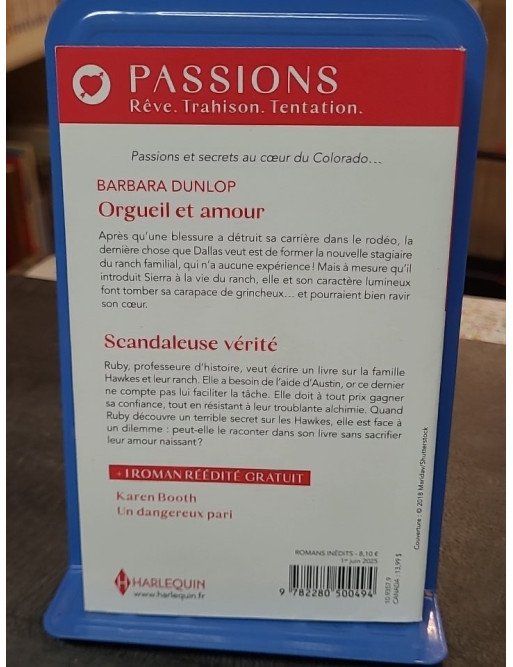 PASSIONS
Rêve. Trahison. Tentation.
Passions et secrets au cœur du Colorado...
BARBARA DUNLOP
Orgueil et amour
Après qu'une blessure a détruit sa carrière dans le rodéo, la
dernière chose que Dallas veut est de former la nouvelle stagiaire
du ranch familial, qui n'a aucune expérience ! Mais à mesure qu'il
introduit Sierra à la vie du ranch, elle et son caractère lumineux
font tomber sa carapace de grincheux... et pourraient bien ravir
son cœur.
Scandaleuse vérité
Ruby, professeure d'histoire, veut écrire un livre sur la famille
Hawkes et leur ranch. Elle a besoin de l'aide d'Austin, or ce dernier
ne compte pas lui faciliter la tâche. Elle doit à tout prix gagner
sa confiance, tout en résistant à leur troublante alchimie. Quand
Ruby découvre un terrible secret sur les Hawkes, elle est face à
un dilemme : peut-elle le raconter dans son livre sans sacrifier
leur amour naissant ?
+ 1 ROMAN RÉÉDITÉ GRATUIT
Karen Booth
Un dangereux pari
Couverture : © 2018 Maridav/Shutterstock
ROMANS INÉDITS - 8,10 €
1er juin 2025
HARLEQUIN
www.harlequin.fr
9 782280 500494
10.9357.9
CANADA : 13,99 $